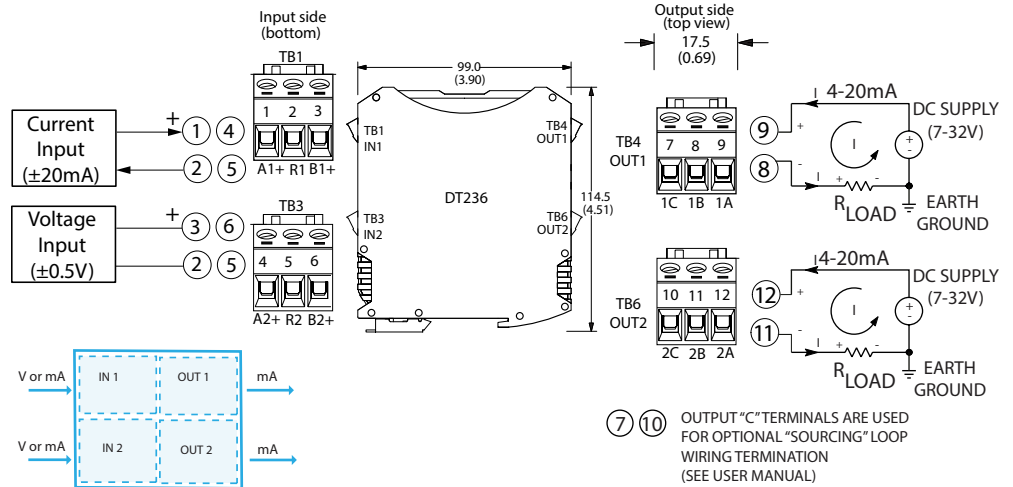 Input side
(bottom)
TB1
1 2 3
A1+ R1 B1+
Current
Input
(±20mA)
+
1 4
2 5
Voltage
Input
(±0.5V)
+
3 6
2 5
TB3
4 5 6
A2+ R2 B2+
99.0
(3.90)
TB1
IN1
TB4
OUT1
DT236
TB3
IN2
TB6
OUT2
114.5
(4.51)
Output side
(top view)
17.5
(0.69)
TB4
OUT1
7 8 9
1C 1B 1A
9
8
I 4-20mA
+
-
I
I + -
RLOAD
DC SUPPLY
(7-32V)
+
-
EARTH
GROUND
TB6
OUT2
10 11 12
2C 2B 2A
12
11
I 4-20mA
+
-
I
I + -
RLOAD
DC SUPPLY
(7-32V)
+
-
EARTH
GROUND
V or mA IN 1 OUT 1 mA
V or mA IN 2 OUT 2 mA
7 10 OUTPUT “C” TERMINALS ARE USED
FOR OPTIONAL “SOURCING” LOOP
WIRING TERMINATION
(SEE USER MANUAL)